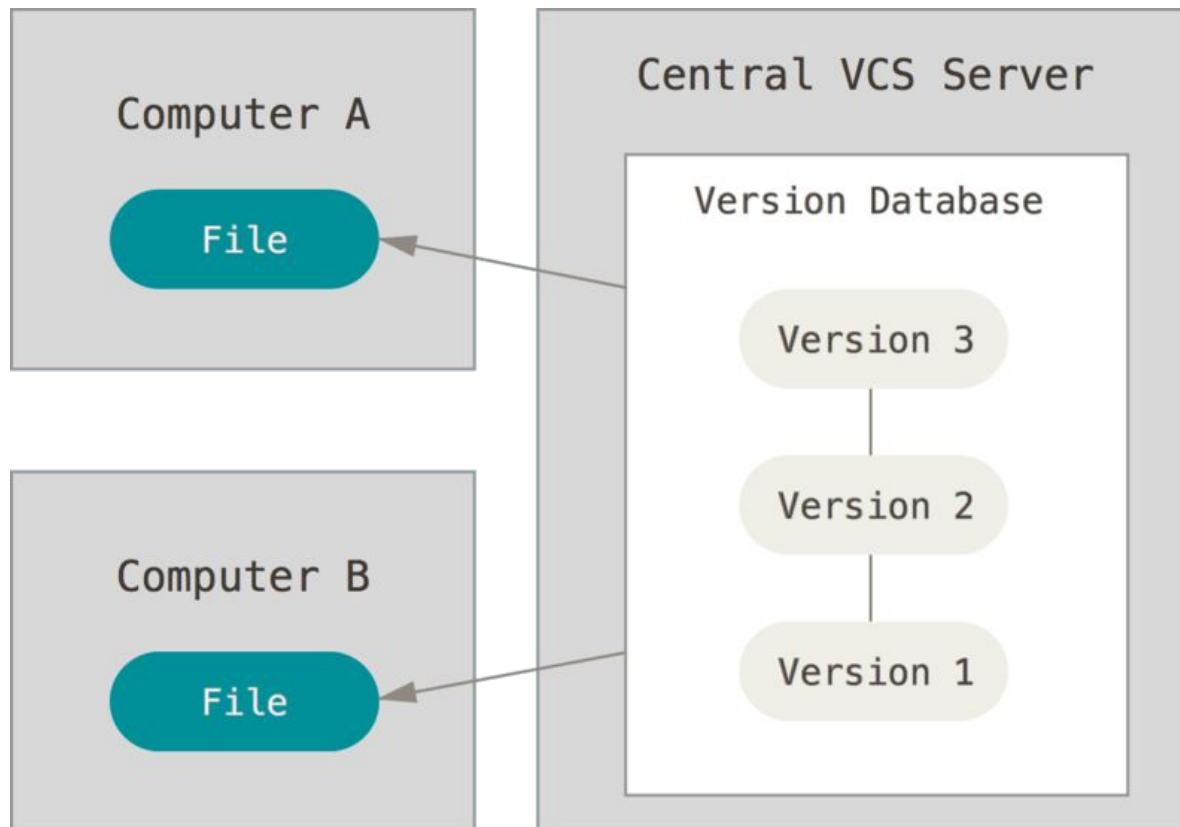 Computer A
File
Computer B
File
Central VCS Server
Version Database
Version 3
Version 2
Version 1